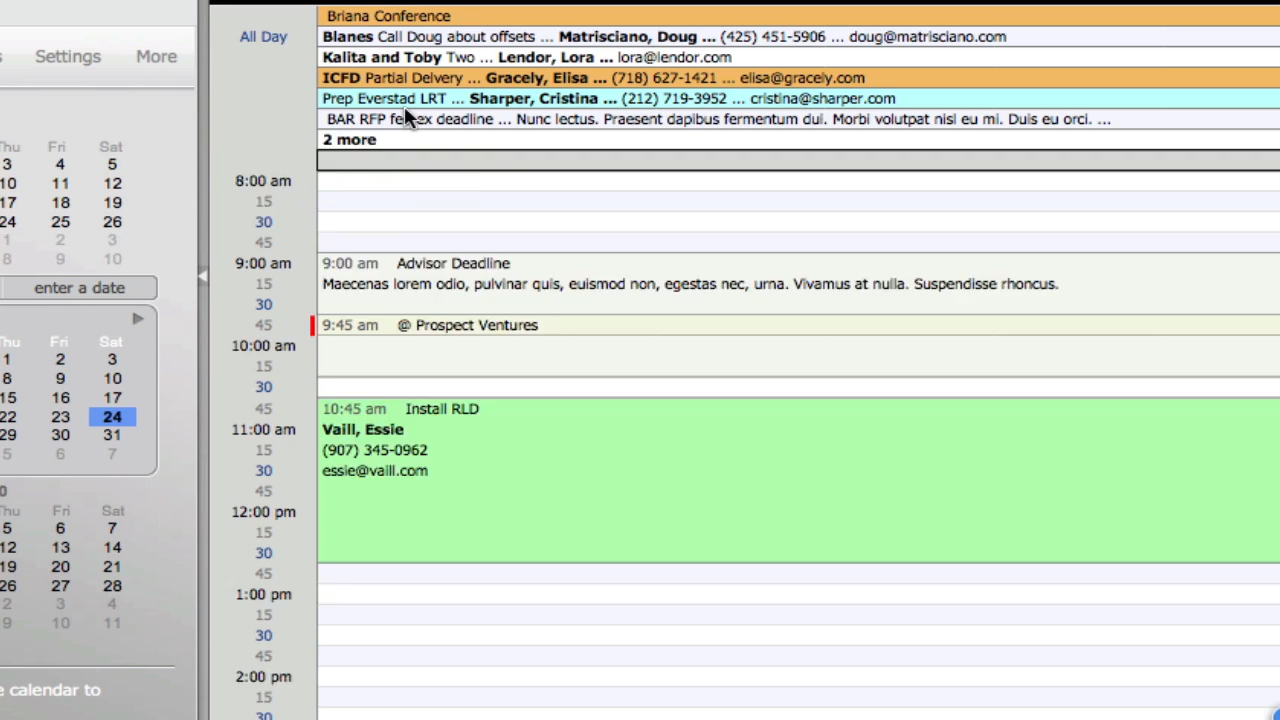 s Settings More
Thu Fri Sat
3 4 5
10 11 12
17 18 19
24 25 26
1 2 3
8 9 10
enter a date
Thu Fri Sat
1 2 3
8 9 10
15 16 17
22 23 24
29 30 31
5 6 7
0
Thu Fri Sat
5 6 7
12 13 14
19 20 21
26 27 28
2 3 4
9 10 11
e calendar to
Briana Conference
All Day
Blanes Call Doug about offsets ... Matrisciano, Doug ... (425) 451-5906 ... doug@matrisciano.com
Kalita and Toby Two ... Lendor, Lora ... lora@lendor.com
ICFD Partial Delvery ... Gracely, Elisa ... (718) 627-1421 ... elisa@gracely.com
Prep Everstad LRT ... Sharper, Cristina ... (212) 719-3952 ... cristina@sharper.com
BAR RFP deadline ... Nunc lectus. Praesent dapibus fermentum dui. Morbi volutpat nisl eu mi. Duis eu orci. ...
2 more
8:00 am
15
30
45
9:00 am 9:00 am Advisor Deadline
15 Maecenas lorem odio, pulvinar quis, euismod non, egestas nec, urna. Vivamus at nulla. Suspendisse rhoncus.
30
45 9:45 am @ Prospect Ventures
10:00 am
15
30
45 10:45 am Install RLD
11:00 am Vaill, Essie
15 (907) 345-0962
30 essie@vaill.com
45
12:00 pm
15
30
45
1:00 pm
15
30
45
2:00 pm
15
30